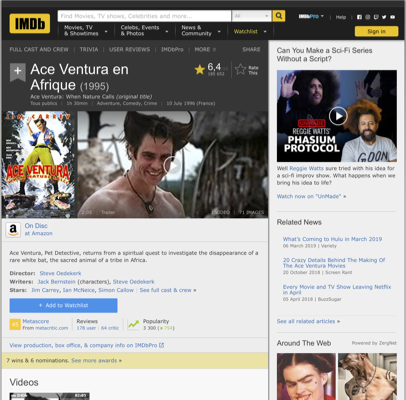 IMDb
Find Movies, TV shows, Celebrities and more...
All
IMDbPro
Help
Movies, TV
& Showtimes
Celebs, Events
& Photos
News &
Community
Watchlist
Sign in
FULL CAST AND CREW | TRIVIA | USER REVIEWS | IMDbPro | MORE
SHARE
Ace Ventura en
Afrique (1995)
6,4
Rate
This
Ace Ventura: When Nature Calls (original title)
Tous publics | 1h 30min | Adventure, Comedy, Crime | 10 July 1996 (France)
ACE VENTURA
Trailer
71 IMAGES
On Disc
at Amazon
Ace Ventura, Pet Detective, returns from a spiritual quest to investigate the disappearance of
a rare white bat, the sacred animal of a tribe in Africa.
Director: Steve Oedekerk
Writers: Jack Bernstein (characters), Steve Oedekerk
Stars: Jim Carrey, Ian McNeice, Simon Callow | See full cast & crew »
+ Add to Watchlist
Metascore
From metacritic.com
Reviews
178 user | 64 critic
Popularity
View production, box office, & company info on IMDbPro
7 wins & 6 nominations. See more awards »
Videos
Can You Make a Sci-Fi Series
Without a Script?
REGGIE WATTS'
PHASIUM
PROTOCOL
Well Reggie Watts sure tried with his idea for
a sci-fi improv show. What happens when we
bring his idea to life?
Watch now on "UnMade" »
Related News
What's Coming to Hulu in March 2019
06 March 2019 | Variety
20 Crazy Details Behind The Making Of
The Ace Ventura Movies
20 October 2018 | Screen Rant
Every Movie and TV Show Leaving Netflix
in April
05 April 2018 | BuzzSugar
See all related articles »
Around The Web
Powered by ZergNet